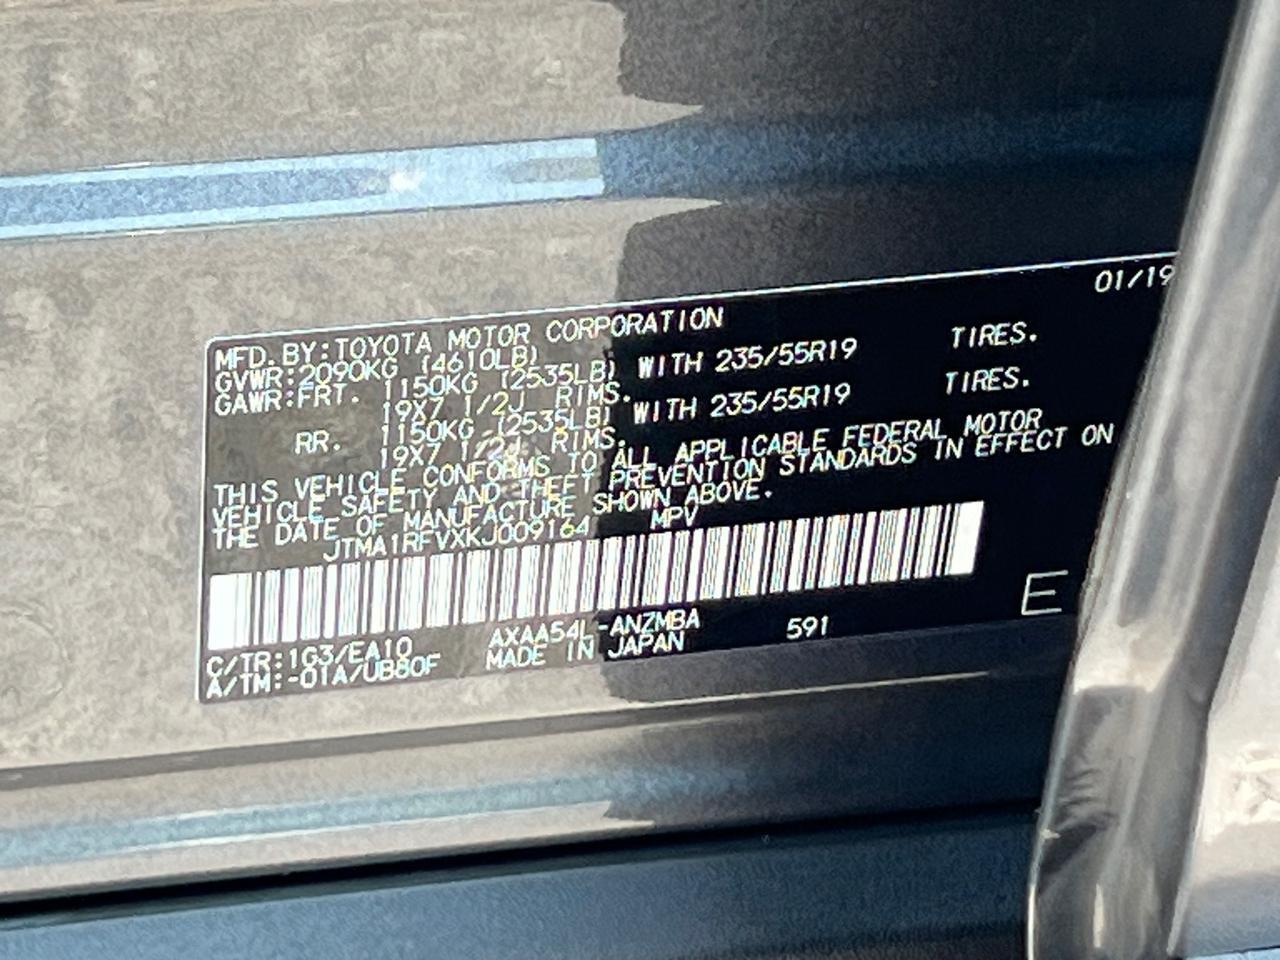 01/19
MFD. BY: TOYOTA MOTOR CORPORATION
GVWR: 2090KG (4610LB)
GAWR: FRT. 1150KG (2535LB) WITH 235/55R19 TIRES.
19X7 1/2J RIMS.
RR. 1150KG (2535LB) WITH 235/55R19 TIRES.
19X7 1/2J RIMS.
THIS VEHICLE CONFORMS TO ALL APPLICABLE FEDERAL MOTOR
VEHICLE SAFETY AND THEFT PREVENTION STANDARDS IN EFFECT ON
THE DATE OF MANUFACTURE SHOWN ABOVE.
JTMA1RFVXKJ009164 MPV
E
C/TR: 1G3/EA10 AXAA54L-ANZMBA 591
A/TM: -01A/UB80F MADE IN JAPAN